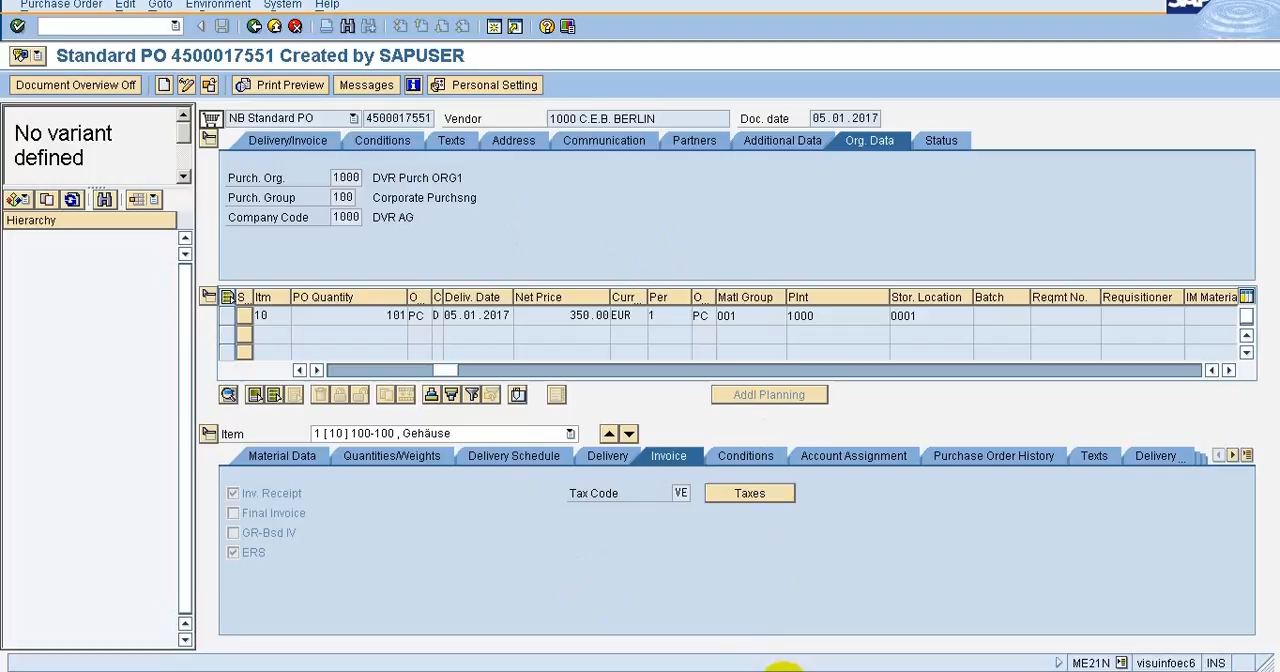 Purchase Order Edit Goto Environment System Help
SAP
Standard PO 4500017551 Created by SAPUSER
Document Overview Off Print Preview Messages Personal Setting
No variant
defined
NB Standard PO 4500017551 Vendor 1000 C.E.B. BERLIN Doc. date 05.01.2017
Delivery/Invoice Conditions Texts Address Communication Partners Additional Data Org. Data Status
Purch. Org. 1000 DVR Purch ORG1
Purch. Group 100 Corporate Purchsng
Company Code 1000 DVR AG
Hierarchy
S.. Itm PO Quantity O... C Deliv. Date Net Price Curr... Per O... Matl Group Plnt Stor. Location Batch Reqmt No. Requisitioner IM Materia
10 101 PC D 05.01.2017 350.00 EUR 1 PC 001 1000 0001
Addl Planning
Item 1 [ 10 ] 100-100 , Gehäuse
Material Data Quantities/Weights Delivery Schedule Delivery Invoice Conditions Account Assignment Purchase Order History Texts Delivery ...
Inv. Receipt Tax Code VE Taxes
Final Invoice
GR-Bsd IV
ERS
ME21N visuinfoec6 INS